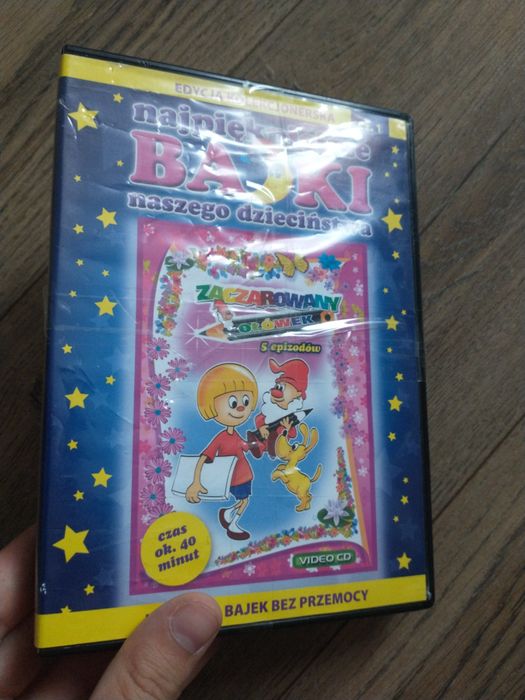 EDYCJA KOLEKCJONERSKA
BAJKI
naszego dzieciństwa
ZACZAROWANY
OŁÓWEK
5 epizodów
czas
ok. 40
minut
VIDEO CD
BAJEK BEZ PRZEMOCY